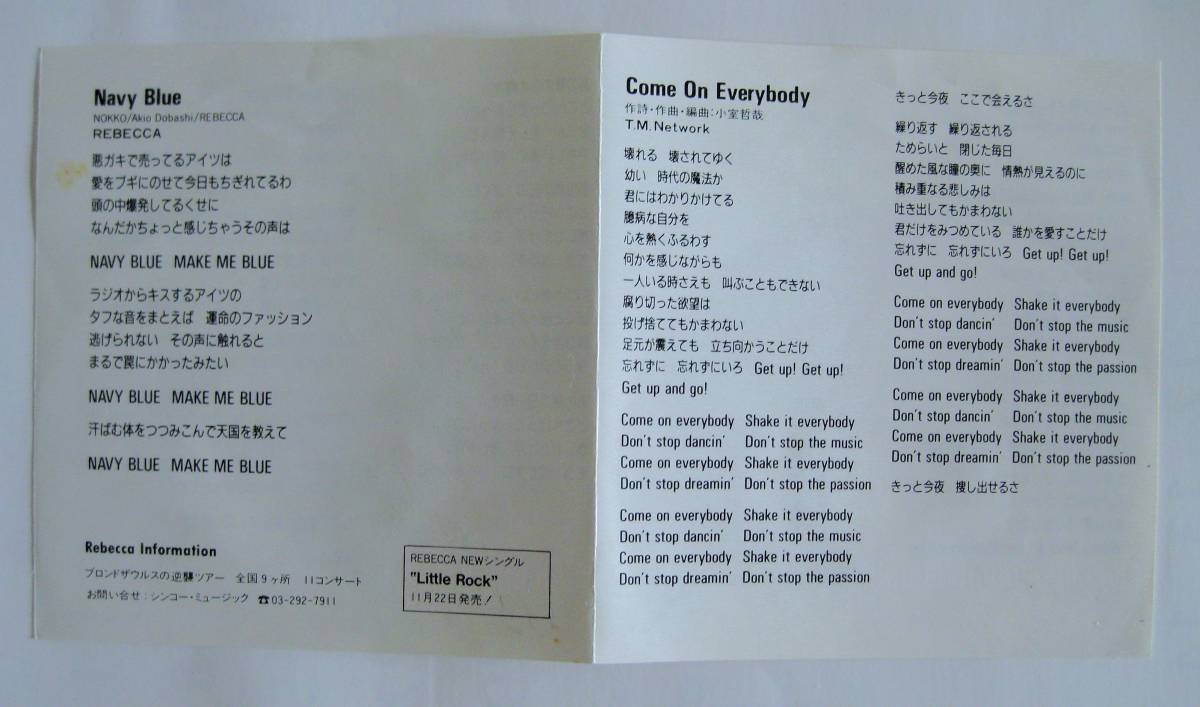 Navy Blue
NOKKO/Akio Dobashi/REBECCA
REBECCA
悪ガキで売ってるアイツは
愛をブギにのせて今日もちぎれてるわ
頭の中爆発してるくせに
なんだかちょっと感じちゃうその声は
NAVY BLUE MAKE ME BLUE
ラジオからキスするアイツの
タフな音をまとえば 運命のファッション
逃げられない その声に触れると
まるで罠にかかったみたい
NAVY BLUE MAKE ME BLUE
汗ばむ体をつつみこんで天国を教えて
NAVY BLUE MAKE ME BLUE
Rebecca Information
ブロンドザウルスの逆襲ツアー 全国9ヶ所 11コンサート
お問い合せ:シンコー・ミュージック ☎03-292-7911
REBECCA NEWシングル
"Little Rock"
11月22日発売!
Come On Everybody
作詩・作曲・編曲:小室哲哉
T.M.Network
壊れる 壊されてゆく
幼い 時代の魔法か
君にはわかりかけてる
臆病な自分を
心を熱くふるわす
何かを感じながらも
一人いる時さえも 叫ぶこともできない
腐り切った欲望は
投げ捨ててもかまわない
足元が震えても 立ち向かうことだけ
忘れずに 忘れずにいろ Get up! Get up!
Get up and go!
Come on everybody Shake it everybody
Don't stop dancin' Don't stop the music
Come on everybody Shake it everybody
Don't stop dreamin' Don't stop the passion
Come on everybody Shake it everybody
Don't stop dancin' Don't stop the music
Come on everybody Shake it everybody
Don't stop dreamin' Don't stop the passion
きっと今夜 ここで会えるさ
繰り返す 繰り返される
ためらいと 閉じた毎日
醒めた風な瞳の奥に 情熱が見えるのに
積み重なる悲しみは
吐き出してもかまわない
君だけをみつめている 誰かを愛すことだけ
忘れずに 忘れずにいろ Get up! Get up!
Get up and go!
Come on everybody Shake it everybody
Don't stop dancin' Don't stop the music
Come on everybody Shake it everybody
Don't stop dreamin' Don't stop the passion
Come on everybody Shake it everybody
Don't stop dancin' Don't stop the music
Come on everybody Shake it everybody
Don't stop dreamin' Don't stop the passion
きっと今夜 捜し出せるさ